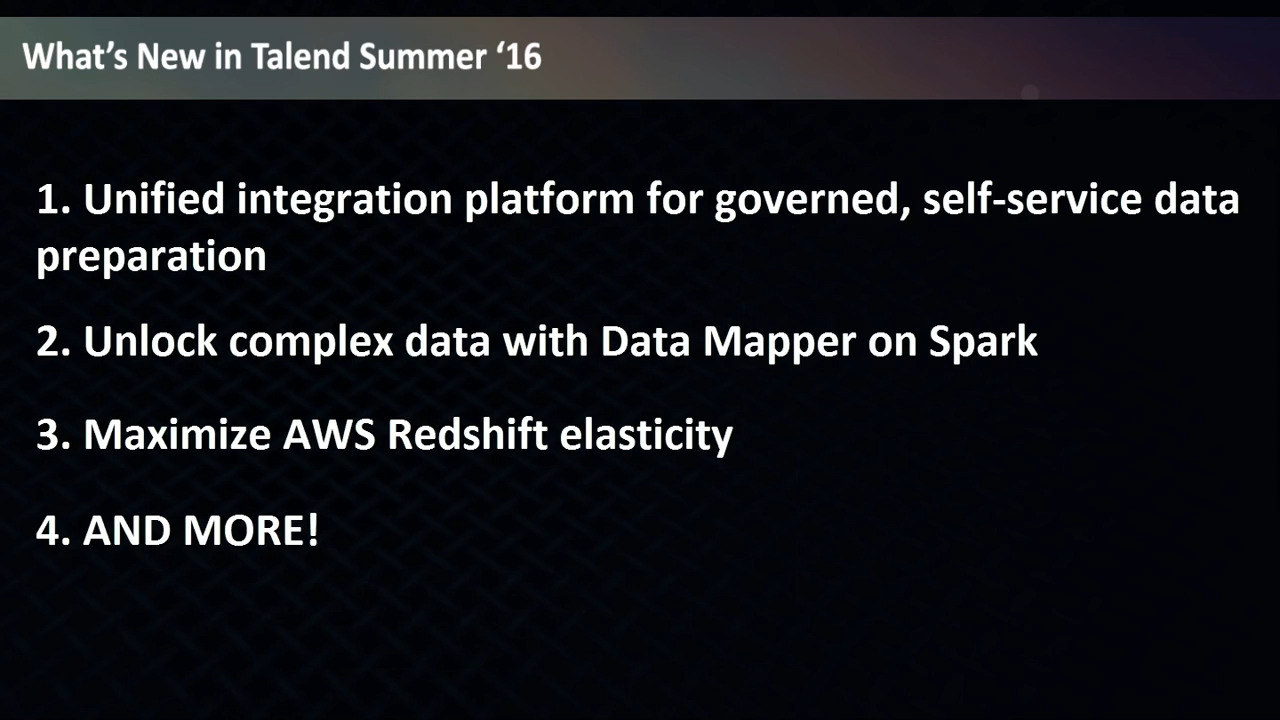 What’s New in Talend Summer ‘16
1. Unified integration platform for governed, self-service data
preparation
2. Unlock complex data with Data Mapper on Spark
3. Maximize AWS Redshift elasticity
4. AND MORE!